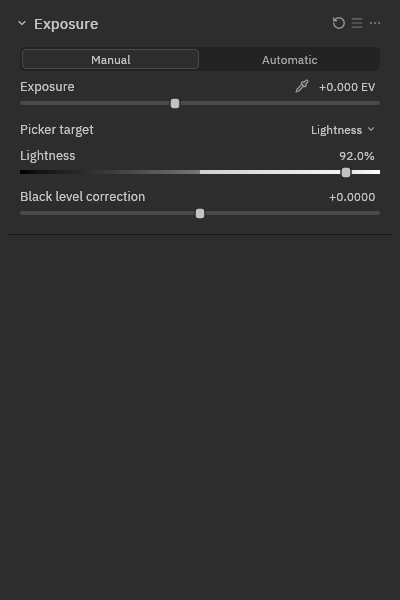 Exposure
Manual Automatic
Exposure +0.000 EV
Picker target Lightness
Lightness 92.0%
Black level correction +0.0000